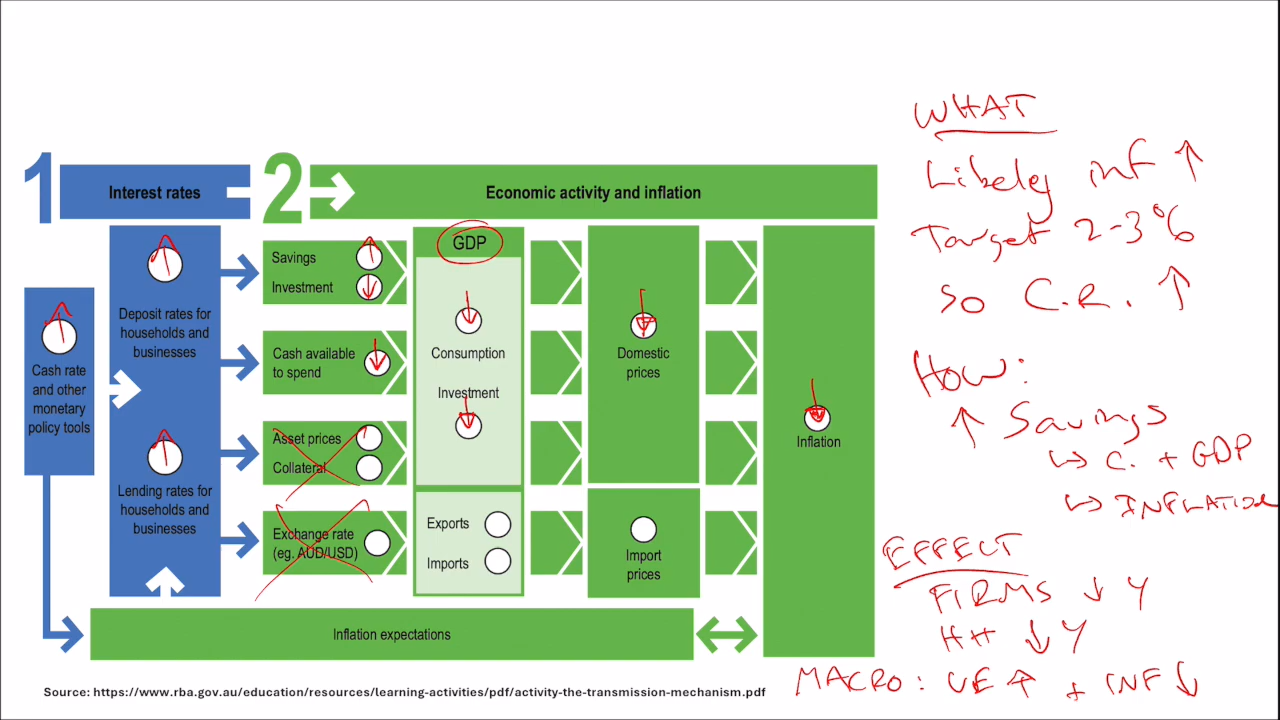 1
Interest rates
2
Economic activity and inflation
Cash rate
and other
monetary
policy tools
Deposit rates for
households and
businesses
Lending rates for
households and
businesses
Savings
Investment
Cash available
to spend
Asset prices
Collateral
Exchange rate
(eg. AUD/USD)
GDP
Consumption
Investment
Exports
Imports
Domestic
prices
Import
prices
Inflation
Inflation expectations
Source: https://www.rba.gov.au/education/resources/learning-activities/pdf/activity-the-transmission-mechanism.pdf
WHAT
Likely inf ↑
Target 2-3%
so C.R. ↑
How:
↑ Savings
↳ C. + GDP
↳ INFLATION
EFFECT
FIRMS ↓ Y
HH ↓ Y
MACRO: UE ↑ + INF ↓